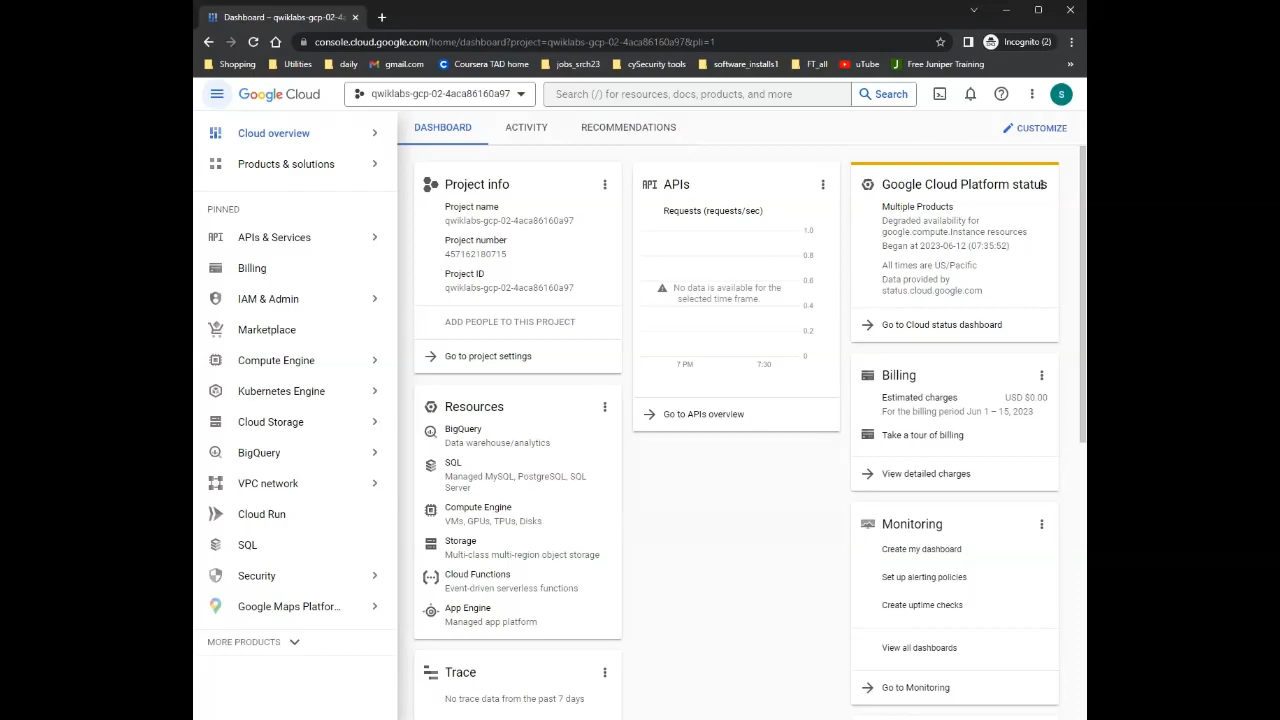 Dashboard – qwiklabs-gcp-02-4
console.cloud.google.com/home/dashboard?project=qwiklabs-gcp-02-4aca86160a97&pli=1
Incognito (2)
Shopping
Utilities
daily
gmail.com
Coursera TAD home
jobs_srch23
cySecurity tools
software_installs1
FT_all
uTube
Free Juniper Training
»
Google Cloud
qwiklabs-gcp-02-4aca86160a97
Search (/) for resources, docs, products, and more
Search
S
Cloud overview
Products & solutions
PINNED
APIs & Services
Billing
IAM & Admin
Marketplace
Compute Engine
Kubernetes Engine
Cloud Storage
BigQuery
VPC network
Cloud Run
SQL
Security
Google Maps Platfor...
MORE PRODUCTS
DASHBOARD
ACTIVITY
RECOMMENDATIONS
CUSTOMIZE
Project info
Project name
qwiklabs-gcp-02-4aca86160a97
Project number
457162180715
Project ID
qwiklabs-gcp-02-4aca86160a97
ADD PEOPLE TO THIS PROJECT
Go to project settings
Resources
BigQuery
Data warehouse/analytics
SQL
Managed MySQL, PostgreSQL, SQL
Server
Compute Engine
VMs, GPUs, TPUs, Disks
Storage
Multi-class multi-region object storage
Cloud Functions
Event-driven serverless functions
App Engine
Managed app platform
Trace
No trace data from the past 7 days
API APIs
Requests (requests/sec)
1.0
0.8
0.6
0.4
0.2
0
No data is available for the
selected time frame.
7 PM
7:30
Go to APIs overview
Google Cloud Platform status
Multiple Products
Degraded availability for
google.compute.Instance resources
Began at 2023-06-12 (07:35:52)
All times are US/Pacific
Data provided by
status.cloud.google.com
Go to Cloud status dashboard
Billing
Estimated charges
USD $0.00
For the billing period Jun 1 – 15, 2023
Take a tour of billing
View detailed charges
Monitoring
Create my dashboard
Set up alerting policies
Create uptime checks
View all dashboards
Go to Monitoring